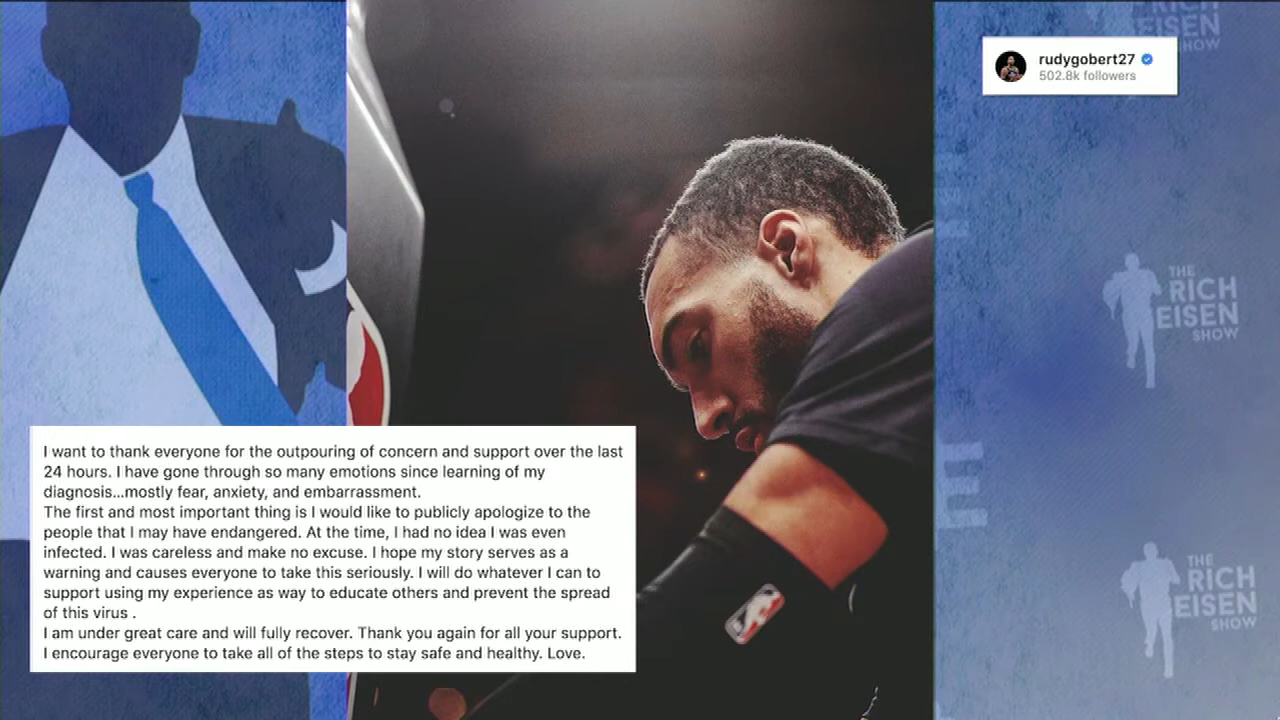 RICH
EISEN
SHOW
rudygobert27
502.8k followers
THE
RICH
EISEN
SHOW
E
I want to thank everyone for the outpouring of concern and support over the last
24 hours. I have gone through so many emotions since learning of my
diagnosis...mostly fear, anxiety, and embarrassment.
The first and most important thing is I would like to publicly apologize to the
people that I may have endangered. At the time, I had no idea I was even
infected. I was careless and make no excuse. I hope my story serves as a
warning and causes everyone to take this seriously. I will do whatever I can to
support using my experience as way to educate others and prevent the spread
of this virus .
I am under great care and will fully recover. Thank you again for all your support.
I encourage everyone to take all of the steps to stay safe and healthy. Love.
THE
RICH
EISEN
SHOW